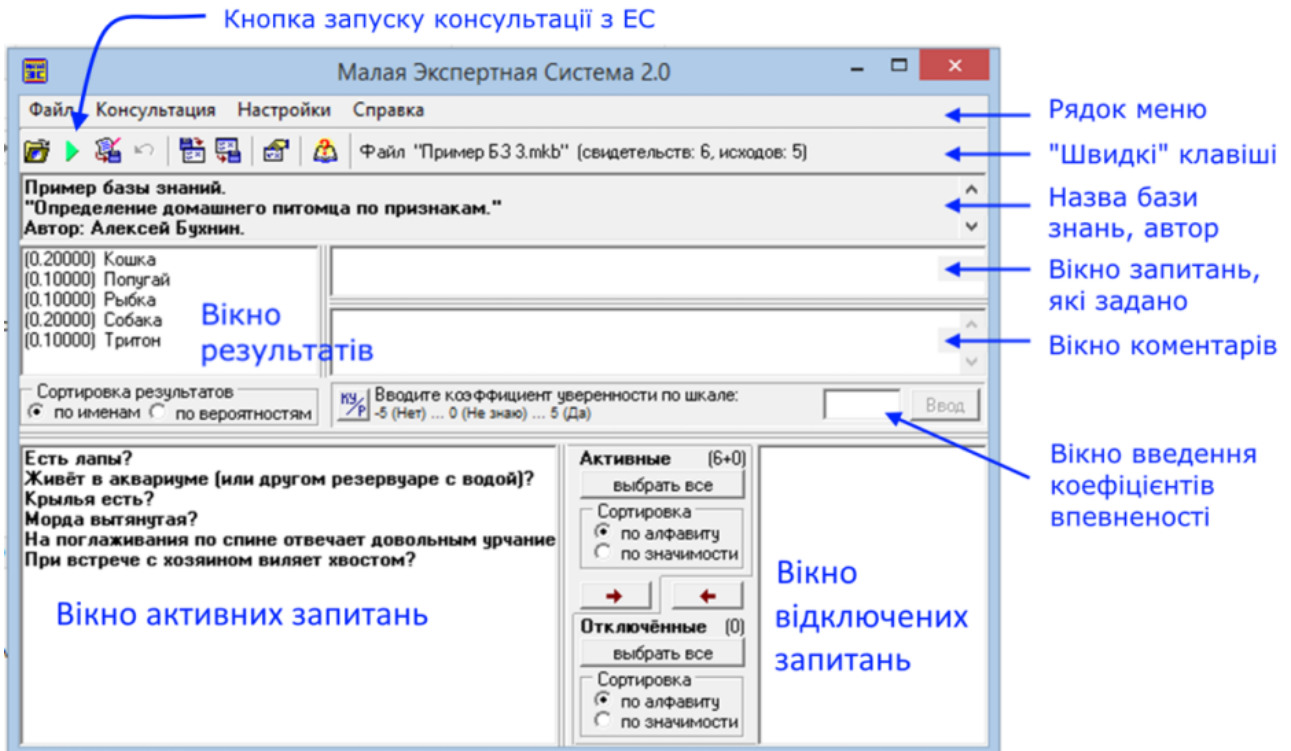 Кнопка запуску консультації з ЕС
Малая Экспертная Система 2.0
Файл Консультация Настройки Справка
Рядок меню
Файл "Пример БЗ 3.mkb" (свидетельств: 6, исходов: 5)
"Швидкі" клавіші
Пример базы знаний.
"Определение домашнего питомца по признакам."
Автор: Алексей Бухнин.
Назва бази
знань, автор
(0.20000) Кошка
(0.10000) Попугай
(0.10000) Рыбка
(0.20000) Собака
(0.10000) Тритон
Вікно
результатів
Вікно запитань,
які задано
Вікно коментарів
Сортировка результатов
по именам по вероятностям
КУ/Р
Вводите коэффициент уверенности по шкале:
-5 (Нет) ... 0 (Не знаю) ... 5 (Да)
Ввод
Вікно введення
коефіцієнтів
впевненості
Есть лапы?
Живёт в аквариуме (или другом резервуаре с водой)?
Крылья есть?
Морда вытянутая?
На поглаживания по спине отвечает довольным урчание
При встрече с хозяином виляет хвостом?
Вікно активних запитань
Активные (6+0)
выбрать все
Сортировка
по алфавиту
по значимости
Отключённые (0)
выбрать все
Сортировка
по алфавиту
по значимости
Вікно
відключених
запитань